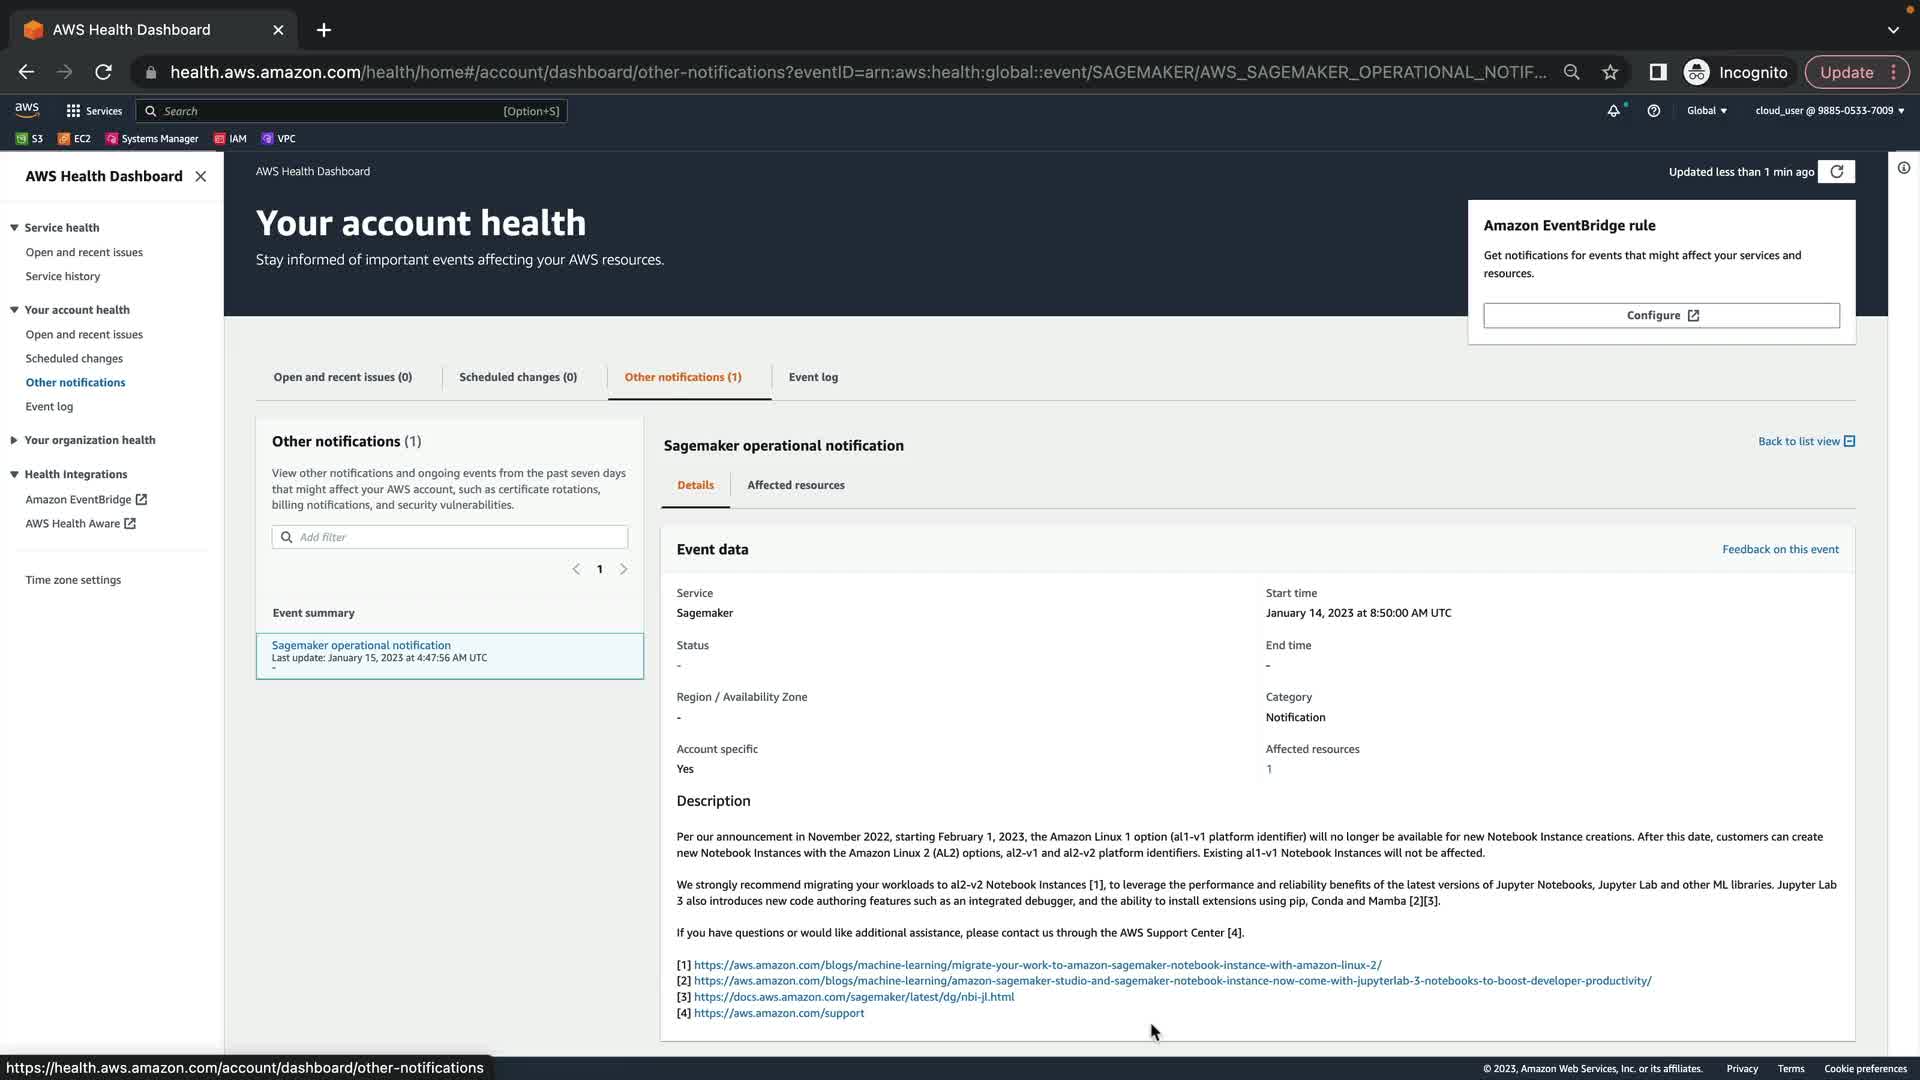 AWS Health Dashboard
health.aws.amazon.com/health/home#/account/dashboard/other-notifications?eventID=arn:aws:health:global::event/SAGEMAKER/AWS_SAGEMAKER_OPERATIONAL_NOTIF...
Incognito
Update
aws
Services
Search
[Option+S]
Global
cloud_user @ 9885-0533-7009
S3
EC2
Systems Manager
IAM
VPC
AWS Health Dashboard
Service health
Open and recent issues
Service history
Your account health
Open and recent issues
Scheduled changes
Other notifications
Event log
Your organization health
Health Integrations
Amazon EventBridge
AWS Health Aware
Time zone settings
AWS Health Dashboard
Updated less than 1 min ago
Your account health
Stay informed of important events affecting your AWS resources.
Amazon EventBridge rule
Get notifications for events that might affect your services and
resources.
Configure
Open and recent issues (0)
Scheduled changes (0)
Other notifications (1)
Event log
Other notifications (1)
View other notifications and ongoing events from the past seven days
that might affect your AWS account, such as certificate rotations,
billing notifications, and security vulnerabilities.
Add filter
1
Event summary
Sagemaker operational notification
Last update: January 15, 2023 at 4:47:56 AM UTC
-
Sagemaker operational notification
Back to list view
Details
Affected resources
Event data
Feedback on this event
Service
Sagemaker
Start time
January 14, 2023 at 8:50:00 AM UTC
Status
-
End time
-
Region / Availability Zone
-
Category
Notification
Account specific
Yes
Affected resources
1
Description
Per our announcement in November 2022, starting February 1, 2023, the Amazon Linux 1 option (al1-v1 platform identifier) will no longer be available for new Notebook Instance creations. After this date, customers can create
new Notebook Instances with the Amazon Linux 2 (AL2) options, al2-v1 and al2-v2 platform identifiers. Existing al1-v1 Notebook Instances will not be affected.
We strongly recommend migrating your workloads to al2-v2 Notebook Instances [1], to leverage the performance and reliability benefits of the latest versions of Jupyter Notebooks, Jupyter Lab and other ML libraries. Jupyter Lab
3 also introduces new code authoring features such as an integrated debugger, and the ability to install extensions using pip, Conda and Mamba [2][3].
If you have questions or would like additional assistance, please contact us through the AWS Support Center [4].
[1] https://aws.amazon.com/blogs/machine-learning/migrate-your-work-to-amazon-sagemaker-notebook-instance-with-amazon-linux-2/
[2] https://aws.amazon.com/blogs/machine-learning/amazon-sagemaker-studio-and-sagemaker-notebook-instance-now-come-with-jupyterlab-3-notebooks-to-boost-developer-productivity/
[3] https://docs.aws.amazon.com/sagemaker/latest/dg/nbi-jl.html
[4] https://aws.amazon.com/support
https://health.aws.amazon.com/account/dashboard/other-notifications
© 2023, Amazon Web Services, Inc. or its affiliates.
Privacy
Terms
Cookie preferences